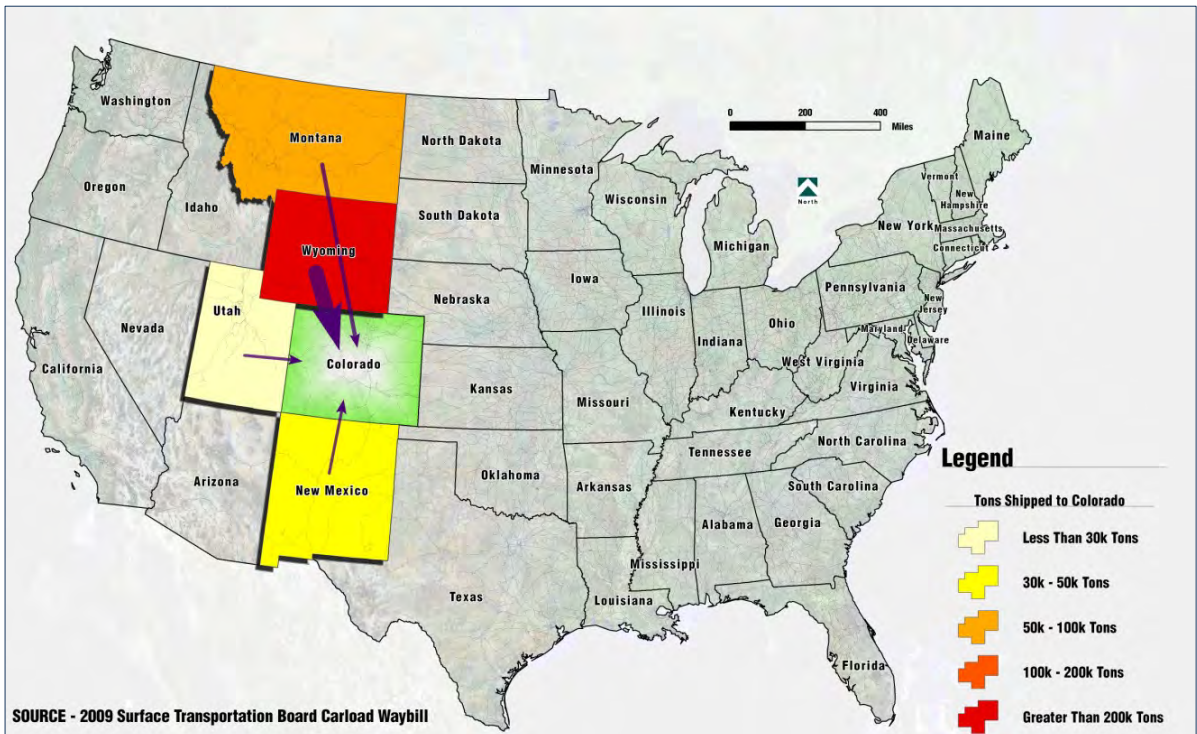 Washington
Montana
North Dakota
Minnesota
Maine
Oregon
Idaho
South Dakota
Wisconsin
Vermont
New
Hampshire
New York
Massachusetts
Connecticut
Wyoming
Michigan
Iowa
Nebraska
Pennsylvania
New
Jersey
Utah
Nevada
Illinois
Indiana
Ohio
Maryland
Delaware
California
Colorado
Kansas
Missouri
West Virginia
Virginia
Kentucky
Arizona
New Mexico
Oklahoma
Arkansas
Tennessee
North Carolina
South Carolina
Texas
Louisiana
Mississippi
Alabama
Georgia
Florida
0 200 400
Miles
North
Legend
Tons Shipped to Colorado
Less Than 30k Tons
30k - 50k Tons
50k - 100k Tons
100k - 200k Tons
Greater Than 200k Tons
SOURCE - 2009 Surface Transportation Board Carload Waybill